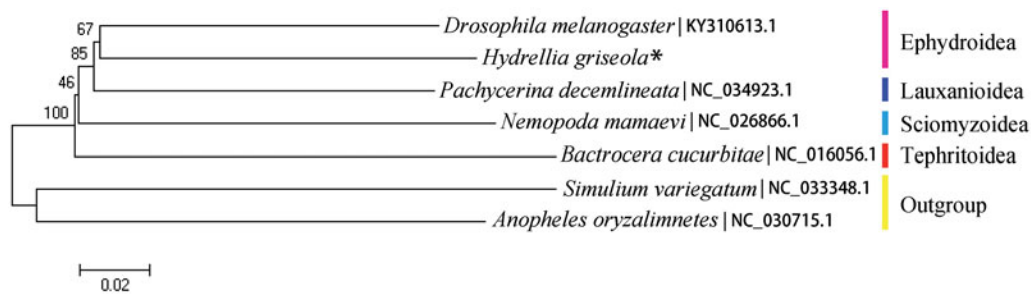 67
Drosophila melanogaster | KY310613.1
Ephydroidea
85
Hydrellia griseola*
46
Pachycerina decemlineata | NC_034923.1
Lauxanioidea
100
Nemopoda mamaevi | NC_026866.1
Sciomyzoidea
Bactrocera cucurbitae | NC_016056.1
Tephritoidea
Simulium variegatum | NC_033348.1
Outgroup
Anopheles oryzalimnetes | NC_030715.1
0.02